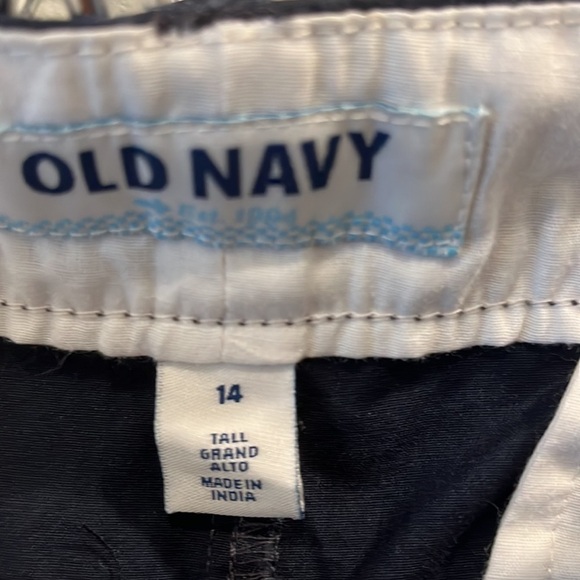 OLD NAVY
Est. 1994
14
TALL
GRAND
ALTO
MADE IN
INDIA